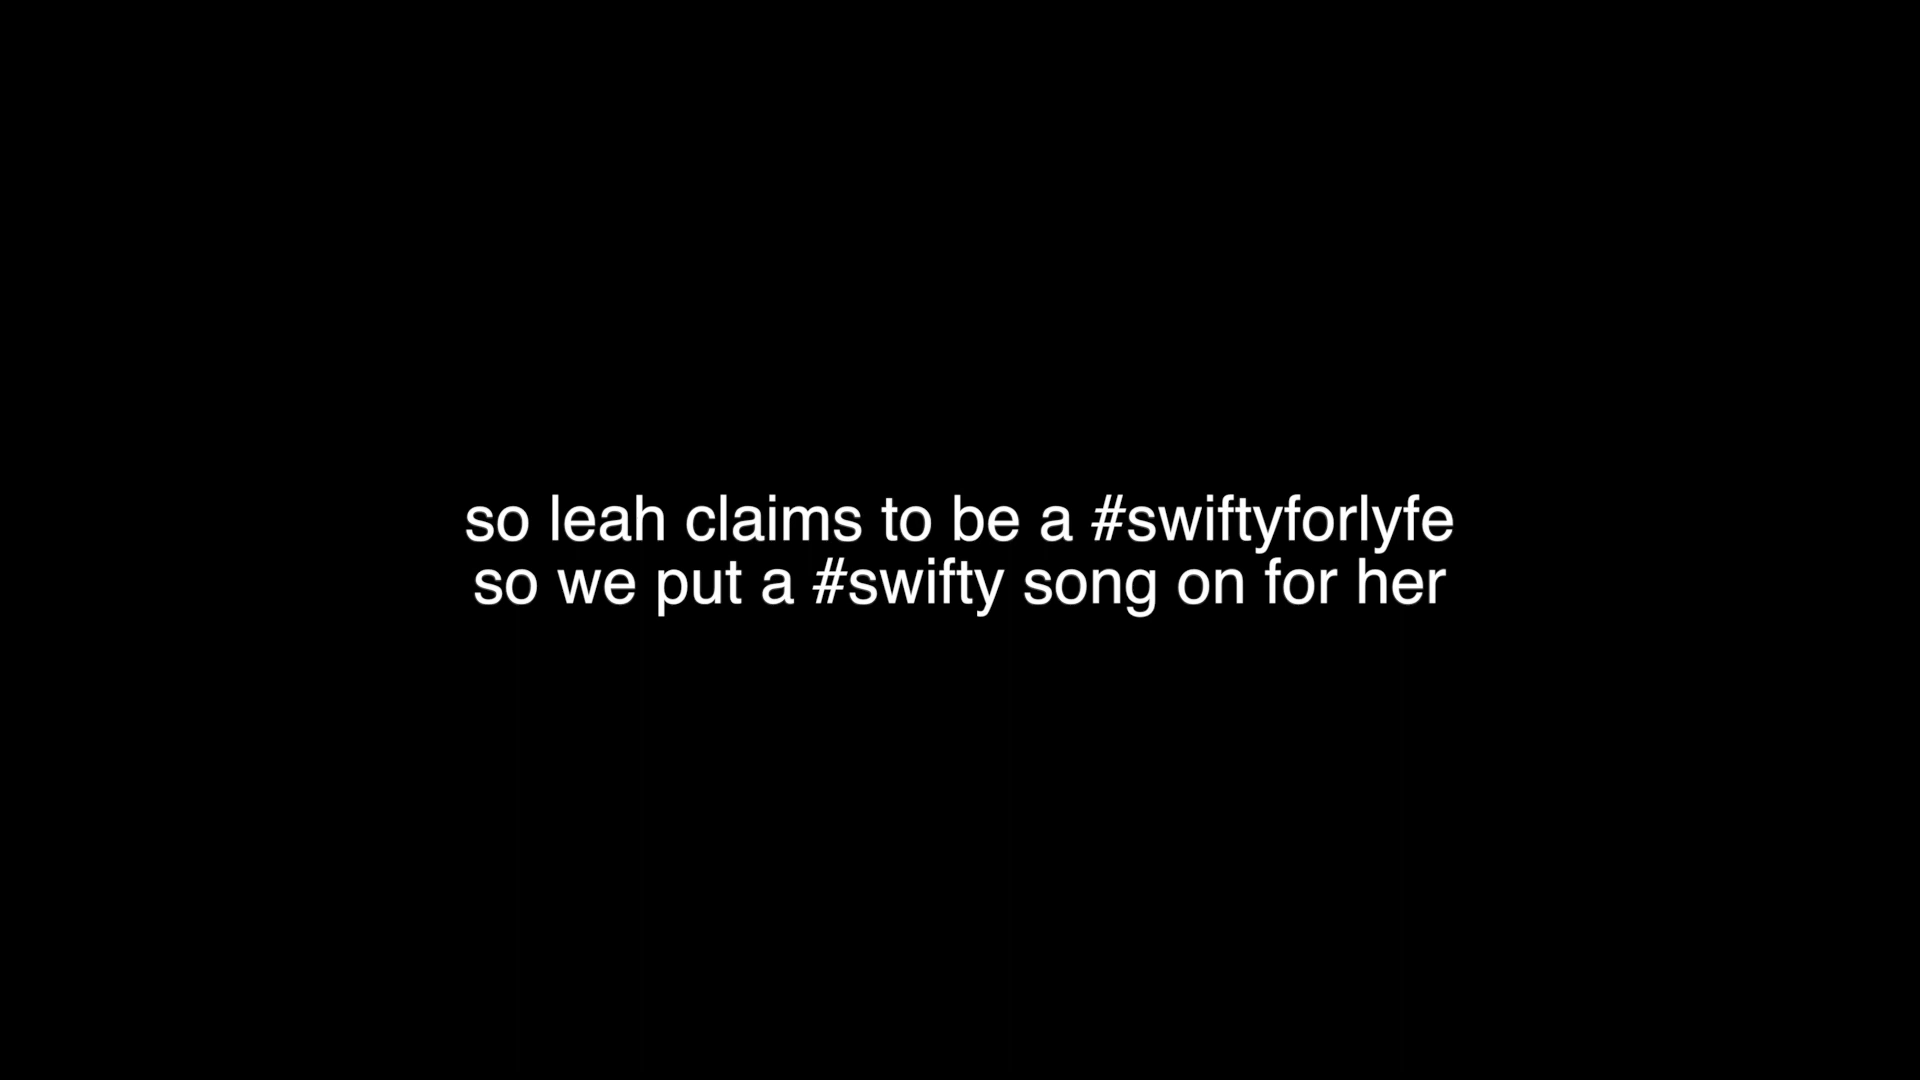 so leah claims to be a #swiftyforlyfe
so we put a #swifty song on for her